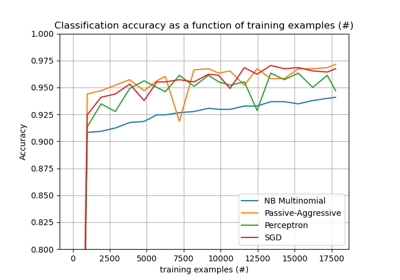 Classification accuracy as a function of training examples (#)
1.000
0.975
0.950
0.925
0.900
0.875
0.850
0.825
0.800
Accuracy
NB Multinomial
Passive-Aggressive
Perceptron
SGD
0 2500 5000 7500 10000 12500 15000 17500
training examples (#)